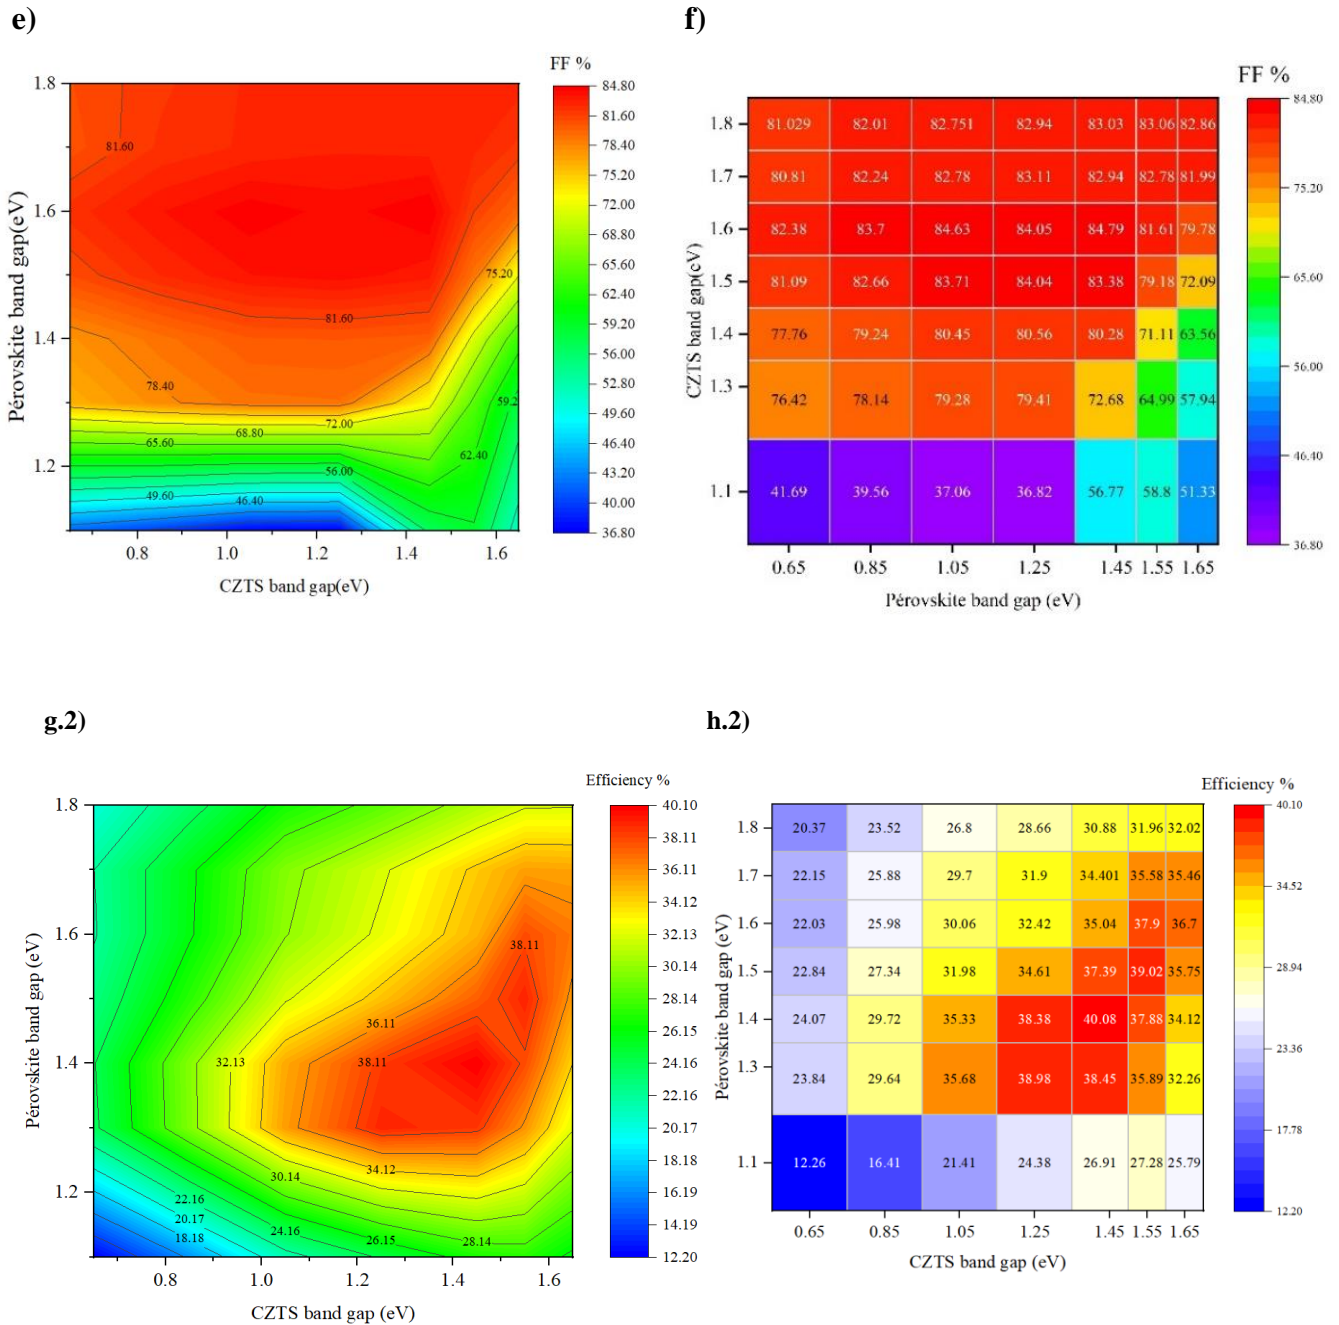 e)
FF %
84.80
81.60
78.40
75.20
72.00
68.80
65.60
62.40
59.20
56.00
52.80
49.60
46.40
43.20
40.00
36.80
1.8
1.6
1.4
1.2
Pérovskite band gap(eV)
81.60
75.20
81.60
78.40
59.2
72.00
68.80
65.60
62.40
56.00
49.60
46.40
0.8 1.0 1.2 1.4 1.6
CZTS band gap(eV)
f)
FF %
84.80
75.20
65.60
56.00
46.40
36.80
CZTS band gap(eV)
1.8 81.029 82.01 82.751 82.94 83.03 83.06 82.86
1.7 80.81 82.24 82.78 83.11 82.94 82.78 81.99
1.6 82.38 83.7 84.63 84.05 84.79 81.61 79.78
1.5 81.09 82.66 83.71 84.04 83.38 79.18 72.09
1.4 77.76 79.24 80.45 80.56 80.28 71.11 63.56
1.3 76.42 78.14 79.28 79.41 72.68 64.99 57.94
1.1 41.69 39.56 37.06 36.82 56.77 58.8 51.33
0.65 0.85 1.05 1.25 1.45 1.55 1.65
Pérovskite band gap (eV)
g.2)
Efficiency %
40.10
38.11
36.11
34.12
32.13
30.14
28.14
26.15
24.16
22.16
20.17
18.18
16.19
14.19
12.20
1.8
1.6
1.4
1.2
Pérovskite band gap (eV)
38.11
36.11
32.13
38.11
34.12
30.14
22.16
20.17
18.18
24.16
26.15
28.14
0.8 1.0 1.2 1.4 1.6
CZTS band gap (eV)
h.2)
Efficiency %
40.10
34.52
28.94
23.36
17.78
12.20
Pérovskite band gap (eV)
1.8 20.37 23.52 26.8 28.66 30.88 31.96 32.02
1.7 22.15 25.88 29.7 31.9 34.401 35.58 35.46
1.6 22.03 25.98 30.06 32.42 35.04 37.9 36.7
1.5 22.84 27.34 31.98 34.61 37.39 39.02 35.75
1.4 24.07 29.72 35.33 38.38 40.08 37.88 34.12
1.3 23.84 29.64 35.68 38.98 38.45 35.89 32.26
1.1 12.26 16.41 21.41 24.38 26.91 27.28 25.79
0.65 0.85 1.05 1.25 1.45 1.55 1.65
CZTS band gap (eV)